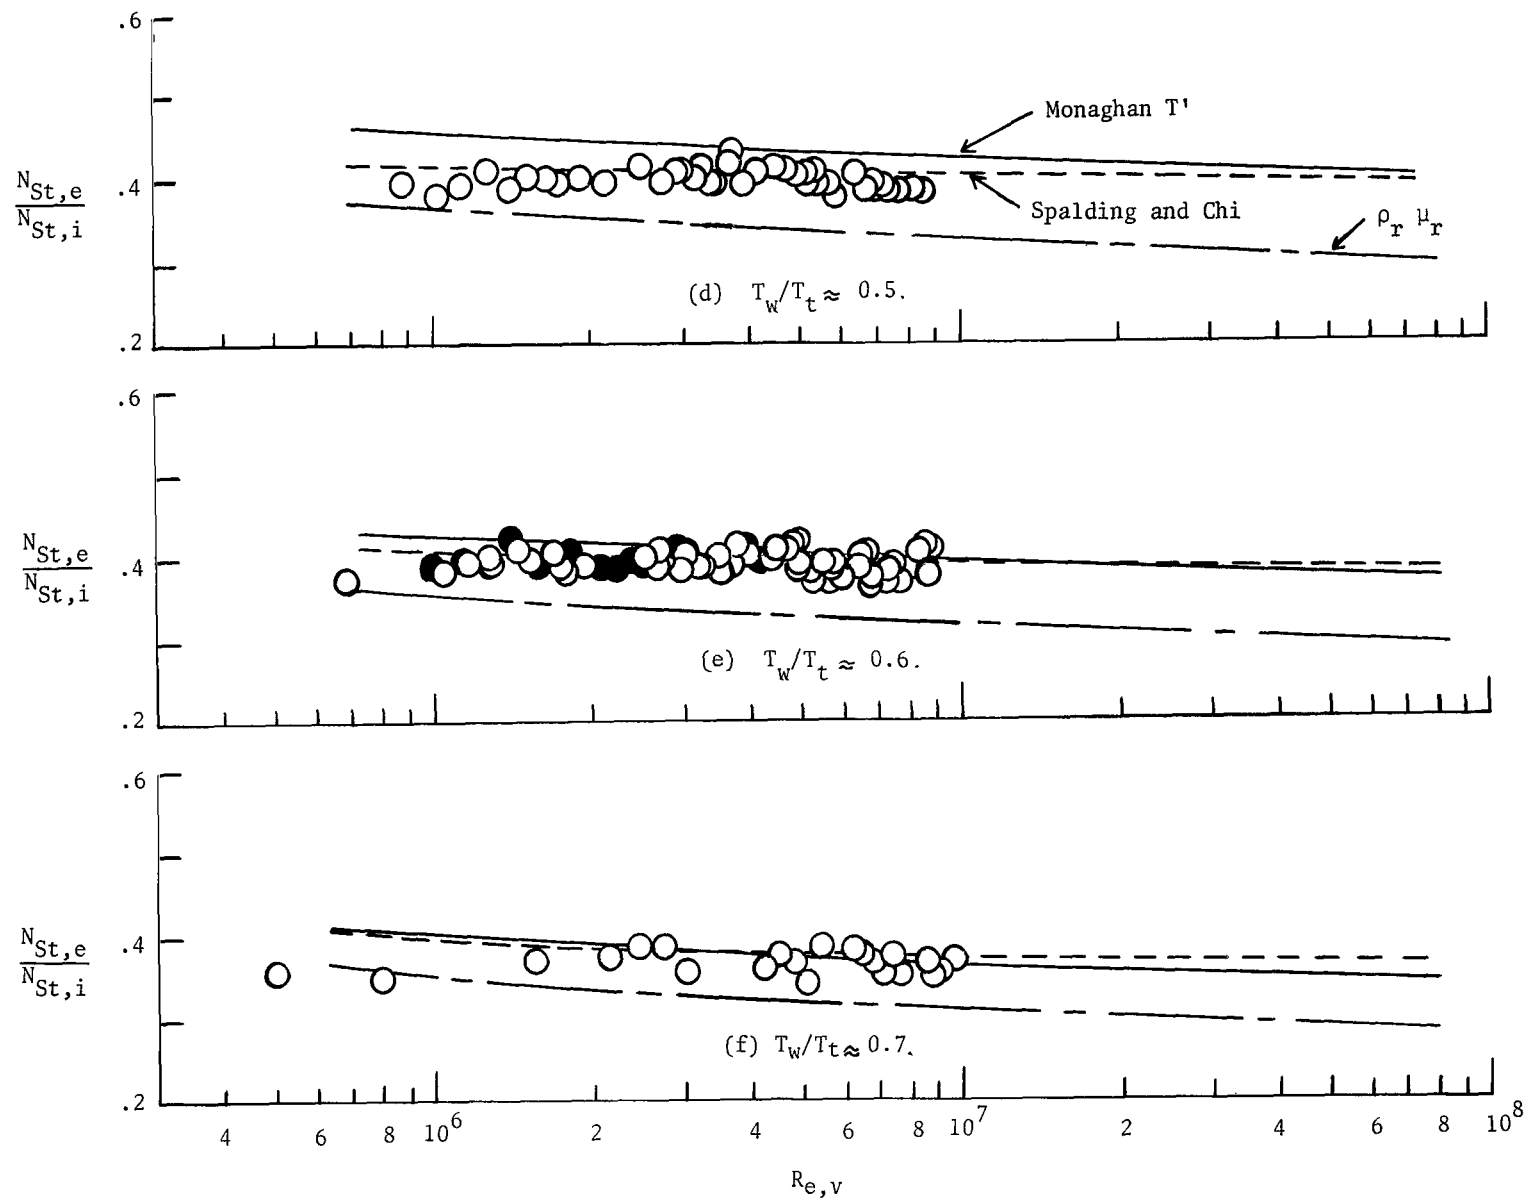 .6
.4
.2
N_St,e
N_St,i
Monaghan T'
Spalding and Chi
ρ_r μ_r
(d) T_w/T_t ≈ 0.5.
.6
.4
.2
N_St,e
N_St,i
(e) T_w/T_t ≈ 0.6.
.6
.4
.2
N_St,e
N_St,i
(f) T_w/T_t ≈ 0.7.
4 6 8 10^6 2 4 6 8 10^7 2 4 6 8 10^8
R_e,v